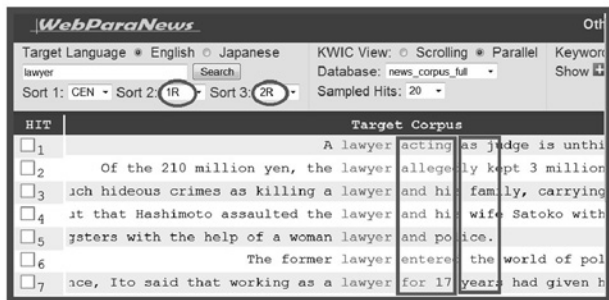 WebParaNews Oth
Target Language English Japanese KWIC View: Scrolling Parallel Keyword
lawyer Search Database: news_corpus_full Show
Sort 1: CEN Sort 2: 1R Sort 3: 2R Sampled Hits: 20
HIT Target Corpus
1 A lawyer acting as judge is unthi
2 Of the 210 million yen, the lawyer allegedly kept 3 million
3 uch hideous crimes as killing a lawyer and his family, carrying
4 ut that Hashimoto assaulted the lawyer and his wife Satoko with
5 gsters with the help of a woman lawyer and police.
6 The former lawyer entered the world of pol
7 nce, Ito said that working as a lawyer for 17 years had given h